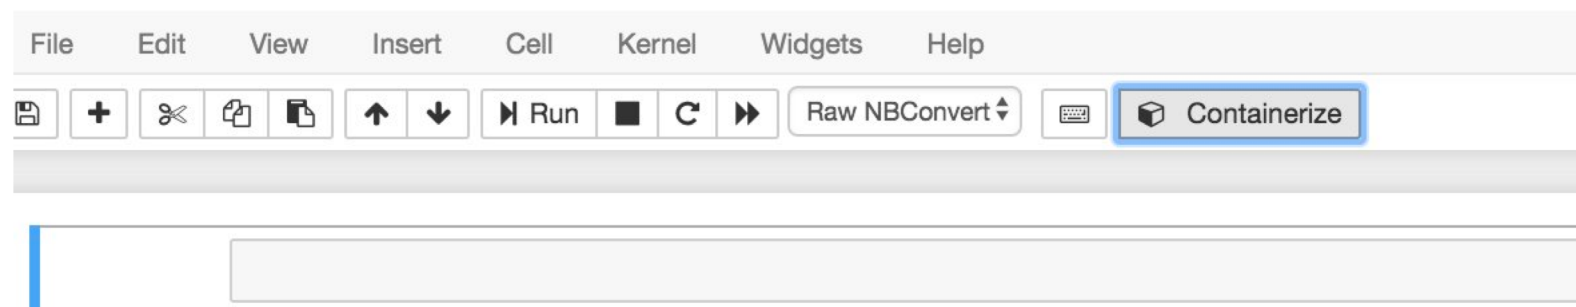 File Edit View Insert Cell Kernel Widgets Help
Run Raw NBConvert Containerize